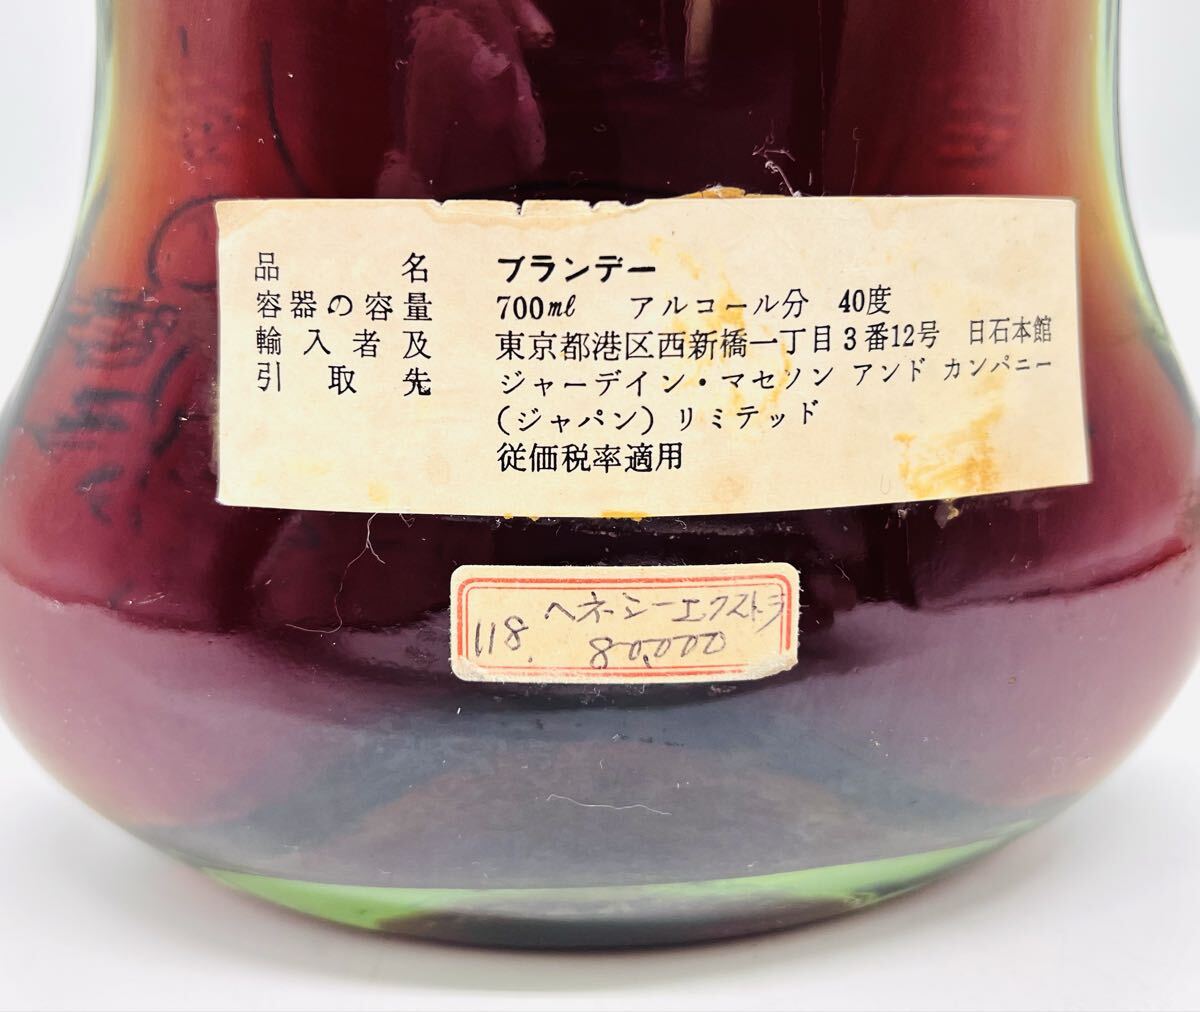 品名 ブランデー
容器の容量 700ml アルコール分 40度
輸入者及 東京都港区西新橋一丁目3番12号 日石本館
引取先 ジャーデイン・マセソン アンド カンパニー
(ジャパン) リミテッド
従価税率適用
ヘネシーエクストラ
118. 80,000